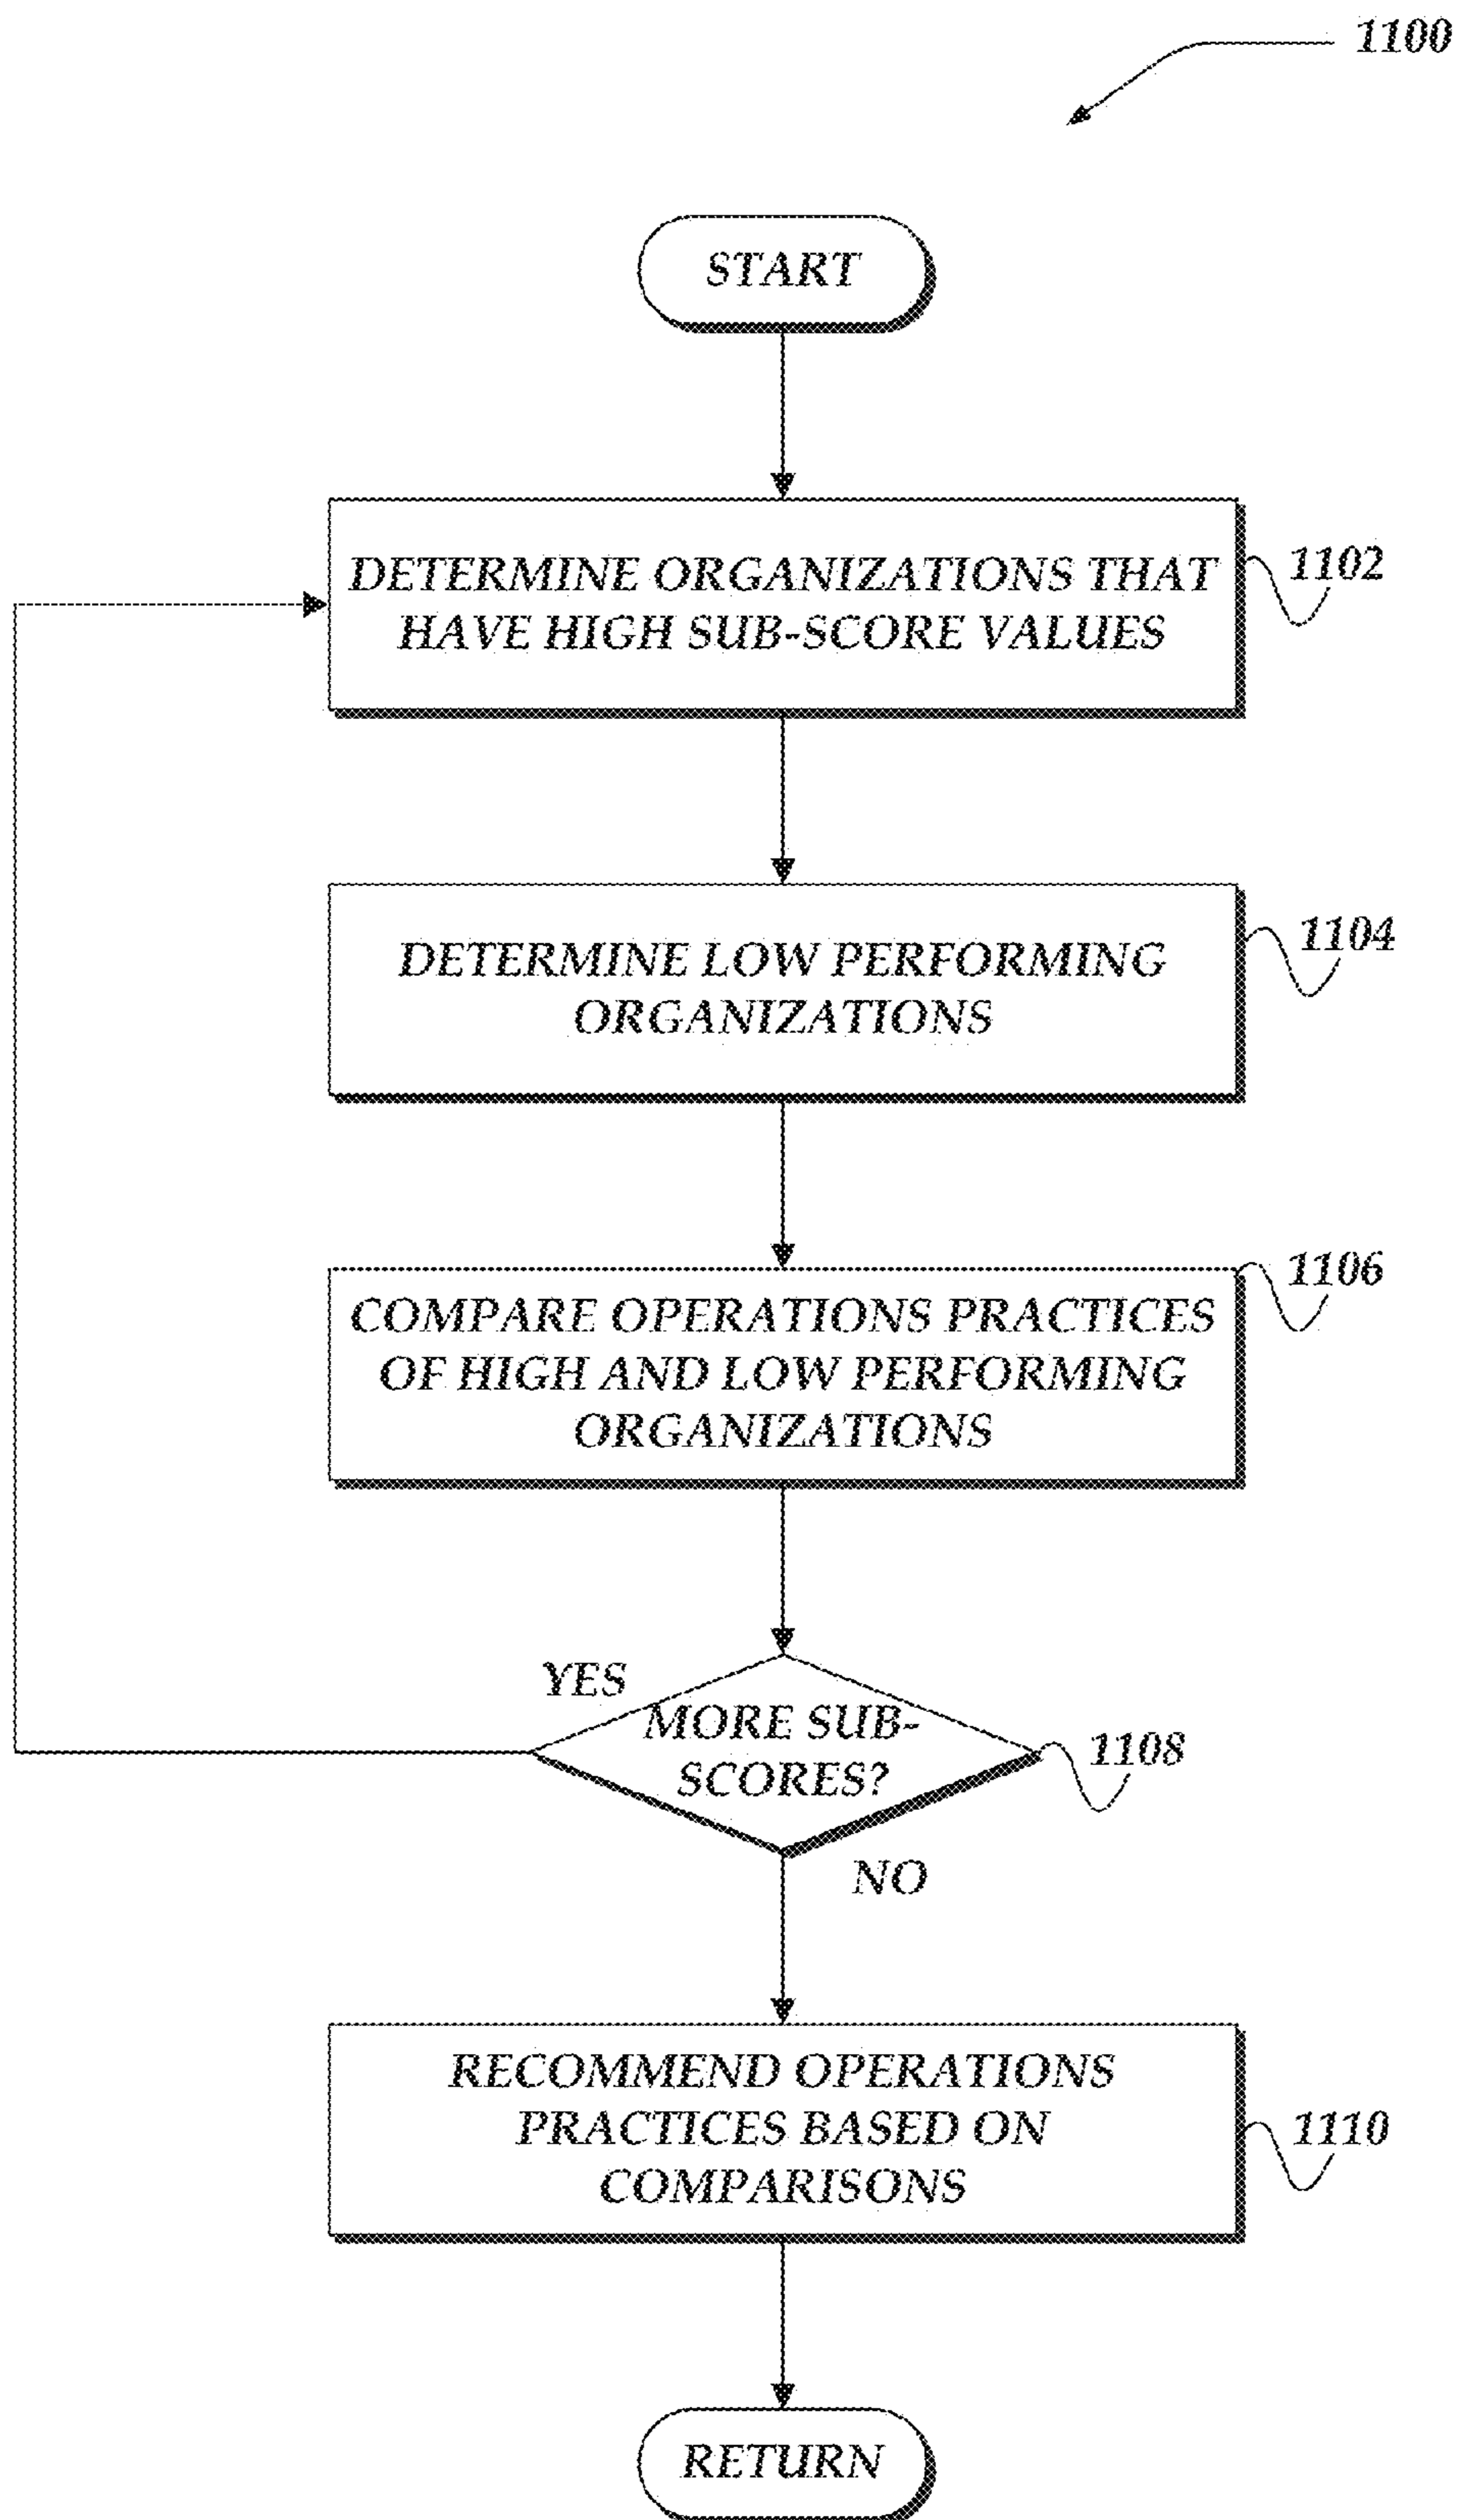 1100
START
DETERMINE ORGANIZATIONS THAT
HAVE HIGH SUB-SCORE VALUES
1102
DETERMINE LOW PERFORMING
ORGANIZATIONS
1104
COMPARE OPERATIONS PRACTICES
OF HIGH AND LOW PERFORMING
ORGANIZATIONS
1106
YES
MORE SUB-
SCORES?
1108
NO
RECOMMEND OPERATIONS
PRACTICES BASED ON
COMPARISONS
1110
RETURN